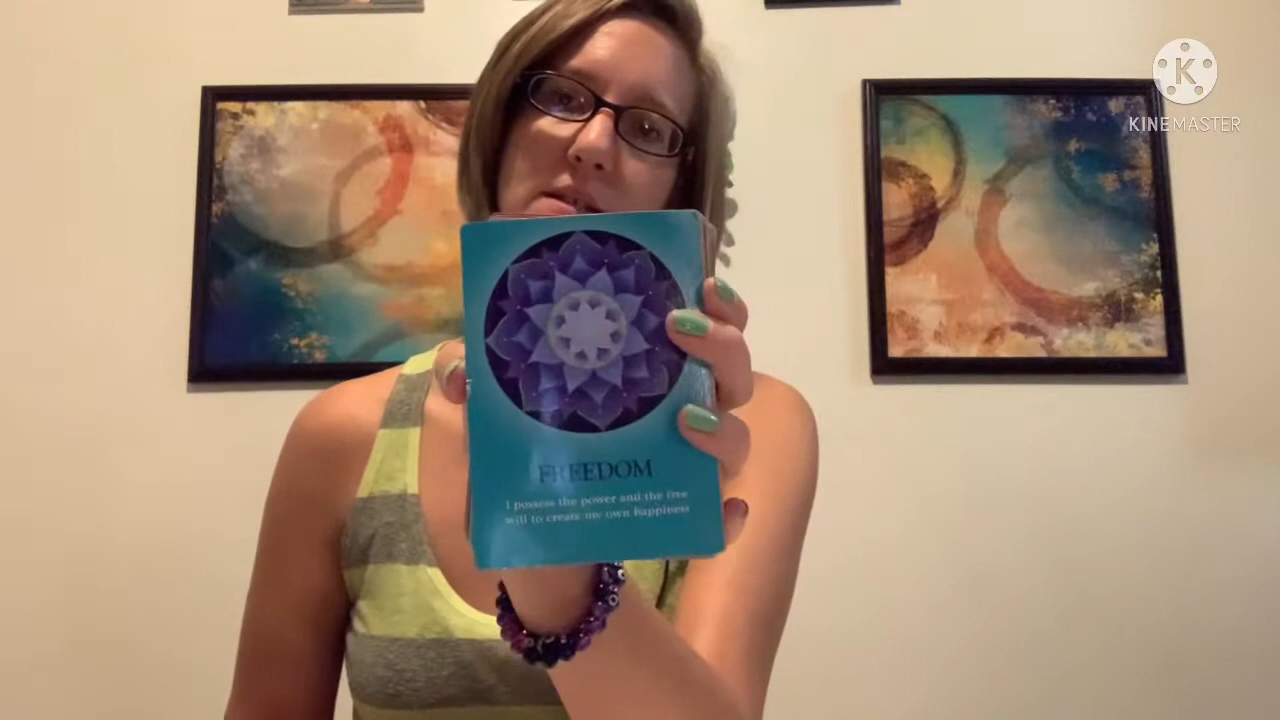 KINEMASTER
FREEDOM
I possess the power and the free
will to create my own happiness